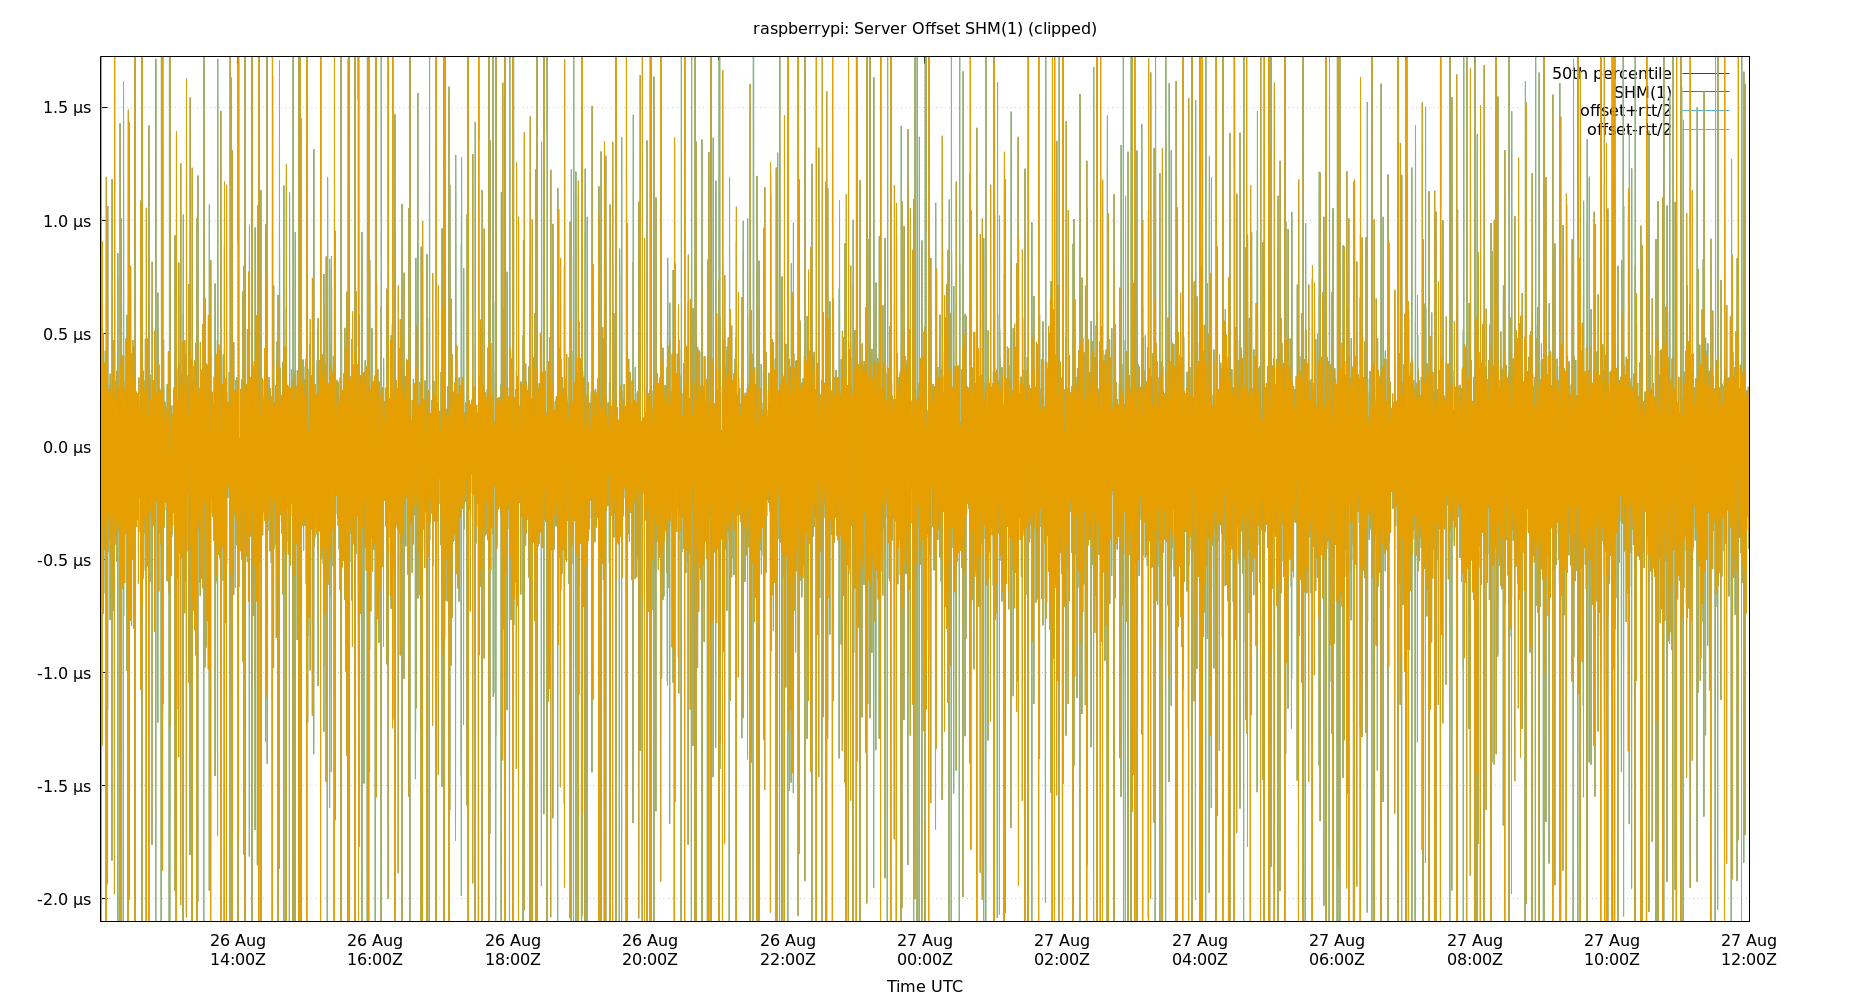 raspberrypi: Server Offset SHM(1) (clipped)
50th percentile
SHM(1)
offset+rtt/2
offset-rtt/2
1.5 µs
1.0 µs
0.5 µs
0.0 µs
-0.5 µs
-1.0 µs
-1.5 µs
-2.0 µs
26 Aug 26 Aug 26 Aug 26 Aug 26 Aug 27 Aug 27 Aug 27 Aug 27 Aug 27 Aug 27 Aug 27 Aug
14:00Z 16:00Z 18:00Z 20:00Z 22:00Z 00:00Z 02:00Z 04:00Z 06:00Z 08:00Z 10:00Z 12:00Z
Time UTC